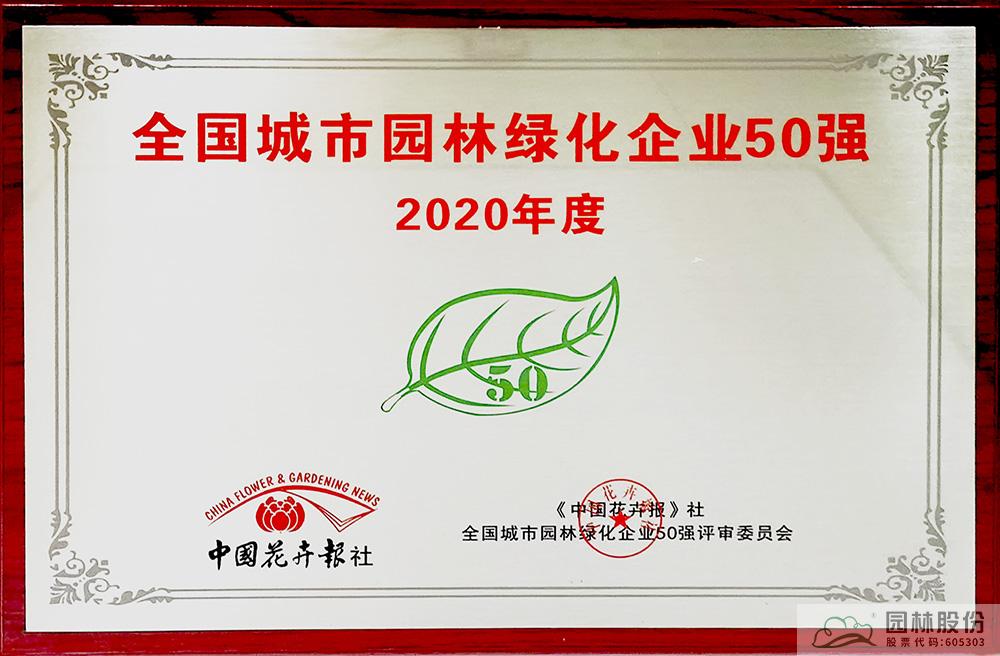 全国城市园林绿化企业50强
2020年度
50
CHINA FLOWER & GARDENING NEWS
中國花卉報社
《中国花卉报》社
全国城市园林绿化企业50强评审委员会
园林股份
股票代码:605303